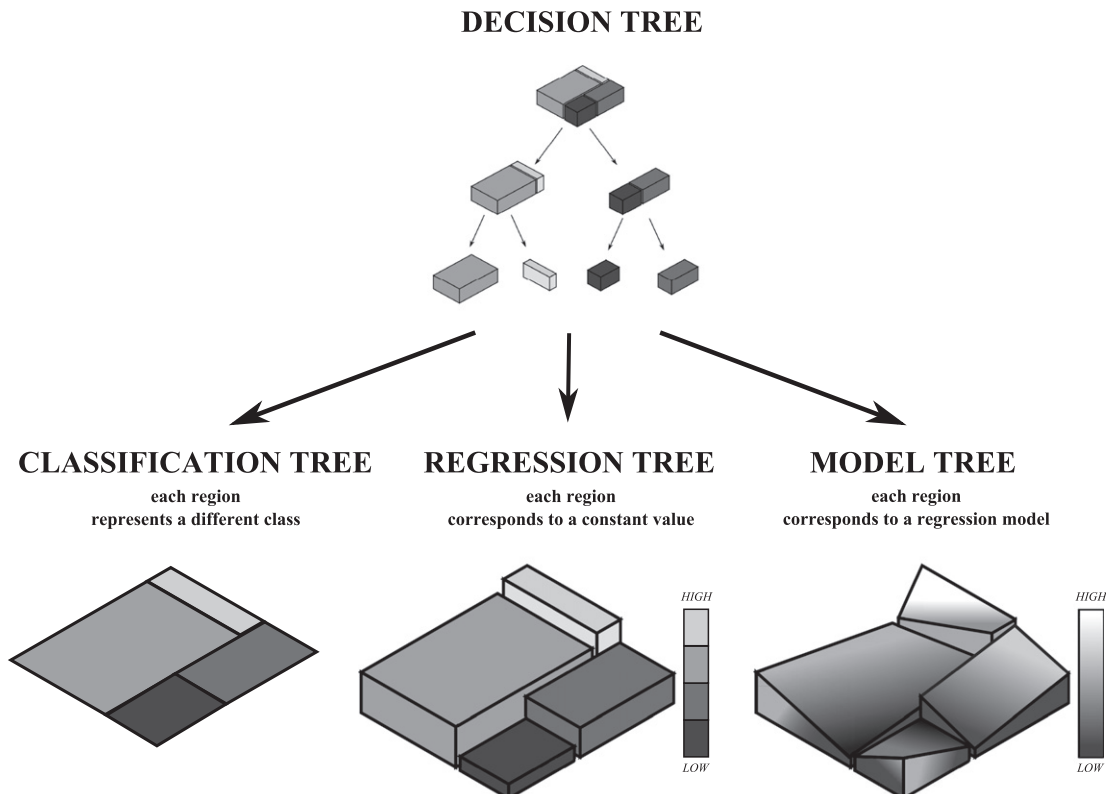 DECISION TREE
CLASSIFICATION TREE
each region
represents a different class
REGRESSION TREE
each region
corresponds to a constant value
HIGH
LOW
MODEL TREE
each region
corresponds to a regression model
HIGH
LOW